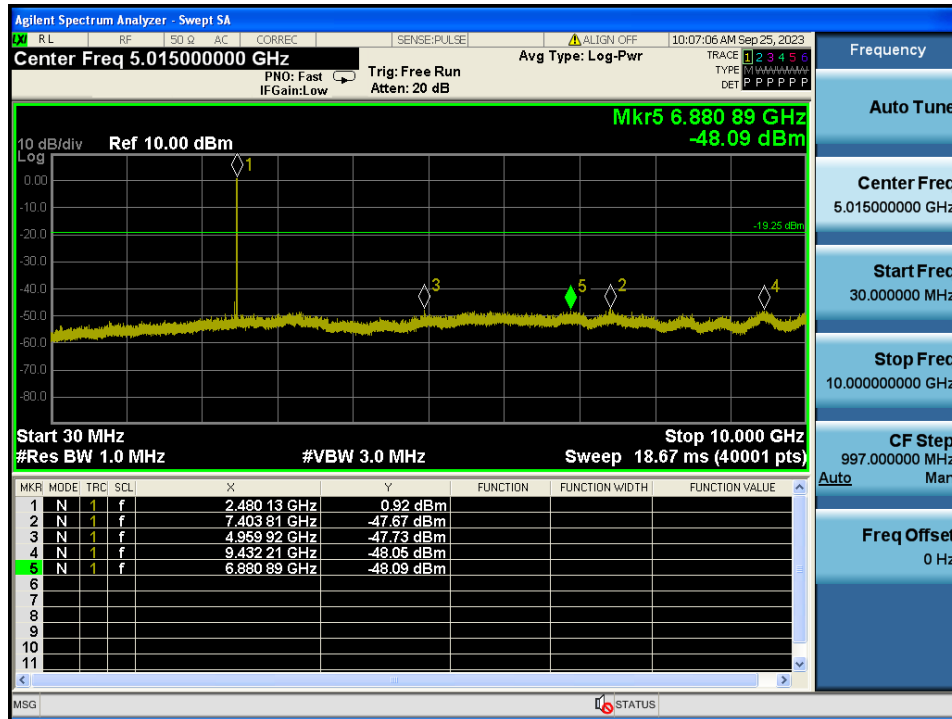 Agilent Spectrum Analyzer - Swept SA
LXI RL RF 50 Ω AC CORREC SENSE:PULSE ALIGN OFF 10:07:06 AM Sep 25, 2023
Center Freq 5.015000000 GHz
PNO: Fast
IFGain:Low
Trig: Free Run
Atten: 20 dB
Avg Type: Log-Pwr
TRACE 1 2 3 4 5 6
TYPE M
DET P P P P P P
Mkr5 6.880 89 GHz
-48.09 dBm
10 dB/div Ref 10.00 dBm
Log
0.00
-10.0
-20.0
-30.0
-40.0
-50.0
-60.0
-70.0
-80.0
-19.25 dBm
1
3
5
2
4
Start 30 MHz Stop 10.000 GHz
#Res BW 1.0 MHz #VBW 3.0 MHz Sweep 18.67 ms (40001 pts)
MKR MODE TRC SCL X Y FUNCTION FUNCTION WIDTH FUNCTION VALUE
1 N 1 f 2.480 13 GHz 0.92 dBm
2 N 1 f 7.403 81 GHz -47.67 dBm
3 N 1 f 4.959 92 GHz -47.73 dBm
4 N 1 f 9.432 21 GHz -48.05 dBm
5 N 1 f 6.880 89 GHz -48.09 dBm
6
7
8
9
10
11
MSG STATUS
Frequency
Auto Tune
Center Freq
5.015000000 GHz
Start Freq
30.000000 MHz
Stop Freq
10.000000000 GHz
CF Step
997.000000 MHz
Auto Man
Freq Offset
0 Hz